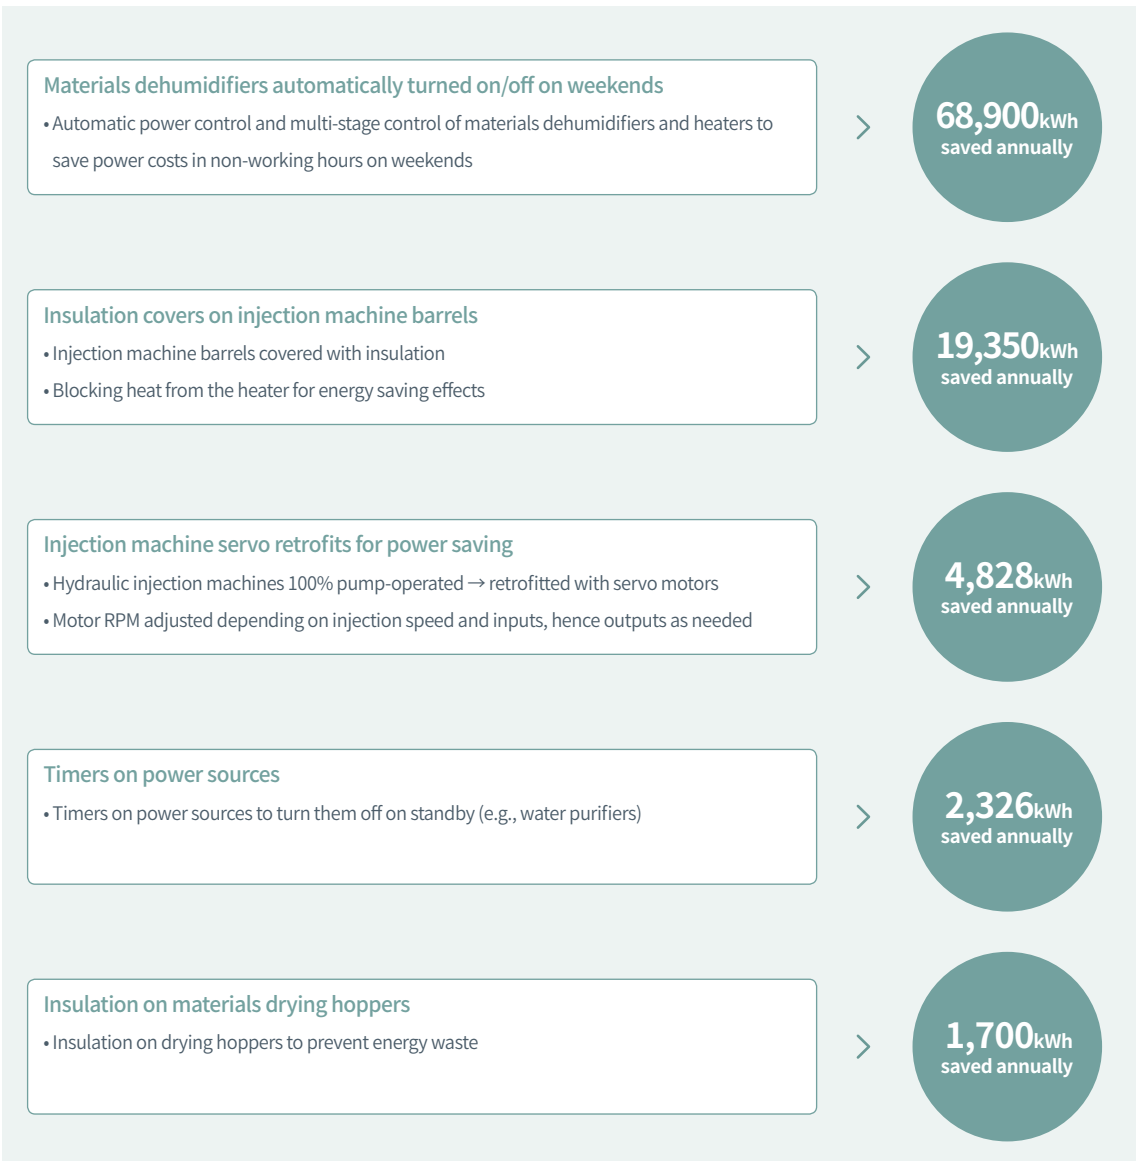 Materials dehumidifiers automatically turned on/off on weekends
• Automatic power control and multi-stage control of materials dehumidifiers and heaters to
save power costs in non-working hours on weekends
68,900kWh
saved annually
Insulation covers on injection machine barrels
• Injection machine barrels covered with insulation
• Blocking heat from the heater for energy saving effects
19,350kWh
saved annually
Injection machine servo retrofits for power saving
• Hydraulic injection machines 100% pump-operated → retrofitted with servo motors
• Motor RPM adjusted depending on injection speed and inputs, hence outputs as needed
4,828kWh
saved annually
Timers on power sources
• Timers on power sources to turn them off on standby (e.g., water purifiers)
2,326kWh
saved annually
Insulation on materials drying hoppers
• Insulation on drying hoppers to prevent energy waste
1,700kWh
saved annually